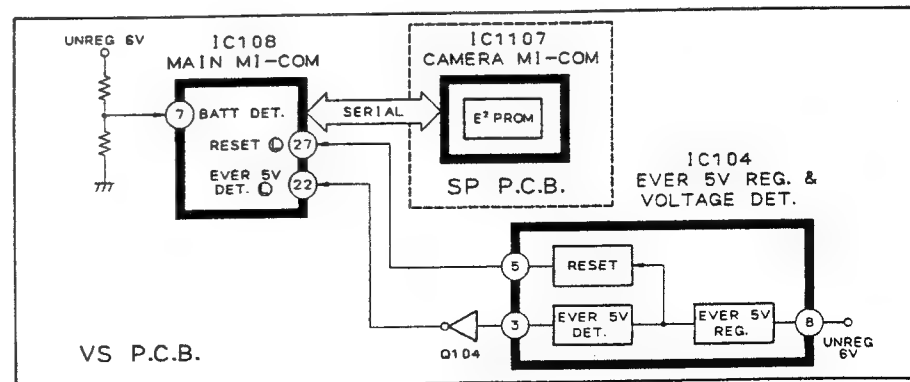 UNREG 6V
IC108
MAIN MI-COM
7
BATT DET.
RESET Ⓛ
27
EVER 5V
DET. Ⓛ
22
SERIAL
IC1107
CAMERA MI-COM
E² PROM
SP P.C.B.
IC104
EVER 5V REG. &
VOLTAGE DET.
5
RESET
3
EVER 5V
DET.
EVER 5V
REG.
8
UNREG
6V
Q104
VS P.C.B.